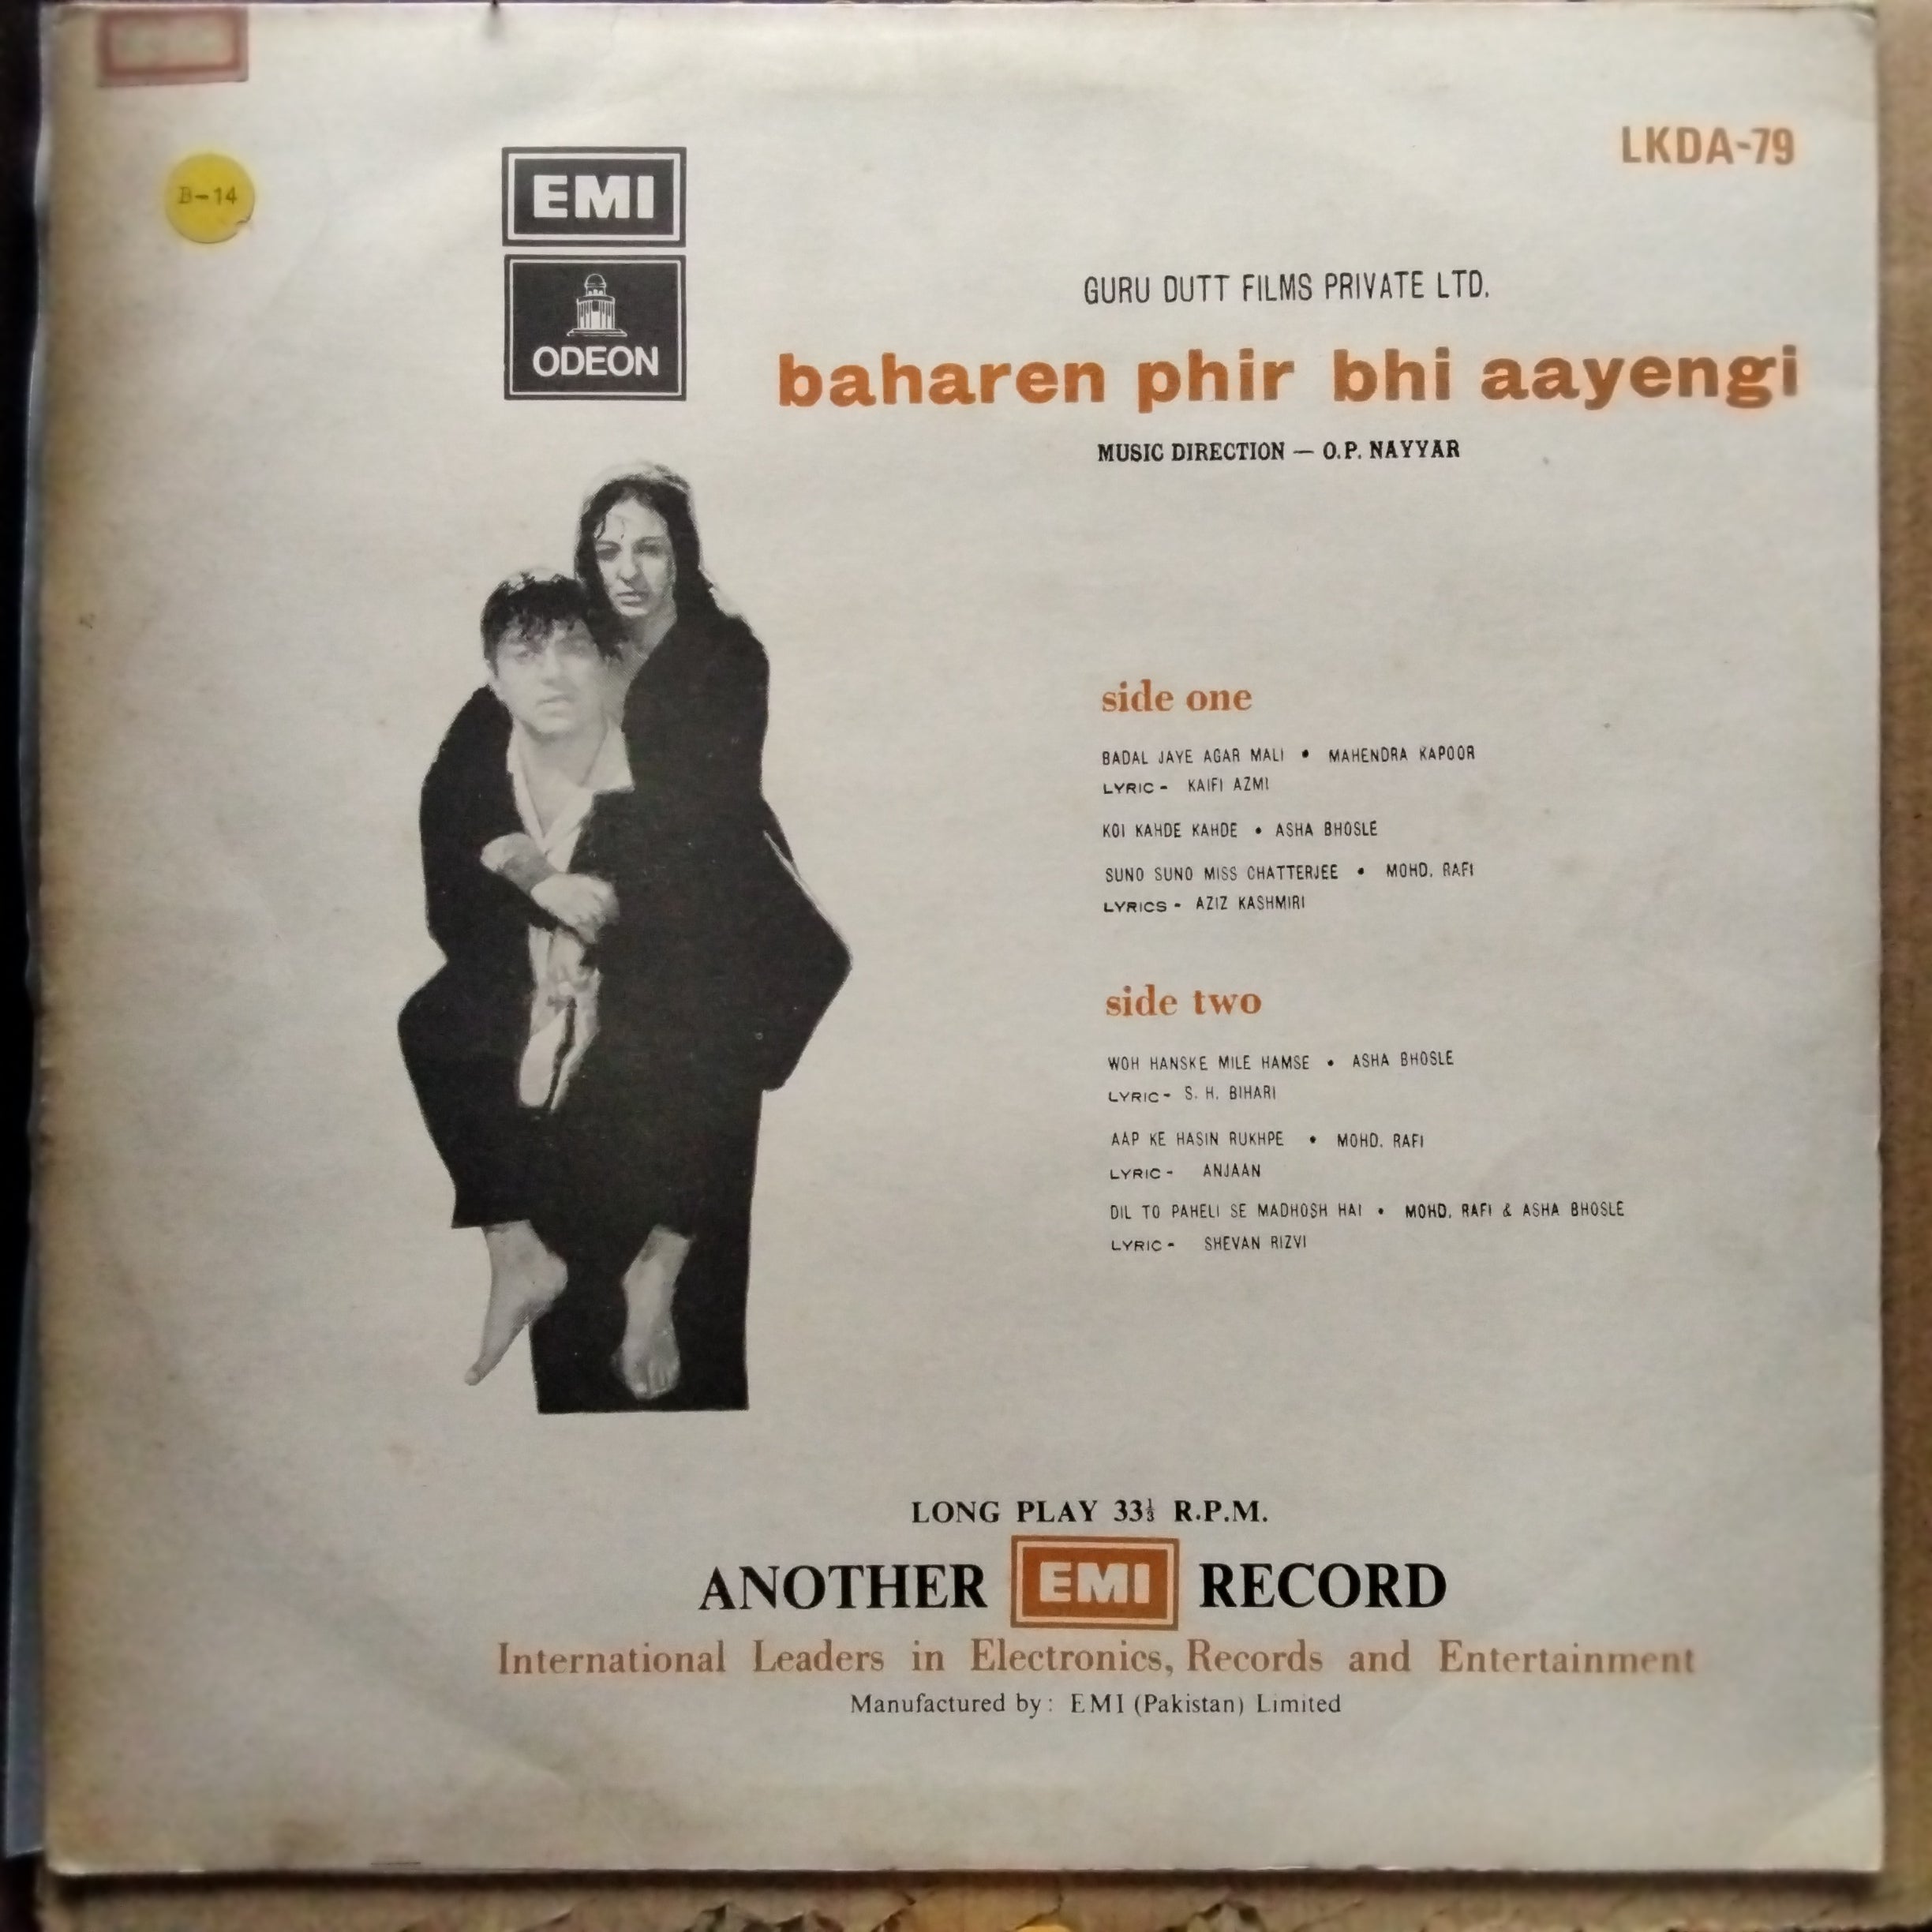 B-14
EMI
ODEON
LKDA-79
GURU DUTT FILMS PRIVATE LTD.
baharen phir bhi aayengi
MUSIC DIRECTION — O.P. NAYYAR
side one
BADAL JAYE AGAR MALI • MAHENDRA KAPOOR
LYRIC - KAIFI AZMI
KOI KAHDE KAHDE • ASHA BHOSLE
SUNO SUNO MISS CHATTERJEE • MOHD. RAFI
LYRICS - AZIZ KASHMIRI
side two
WOH HANSKE MILE HAMSE • ASHA BHOSLE
LYRIC - S. H. BIHARI
AAP KE HASIN RUKHPE • MOHD. RAFI
LYRIC - ANJAAN
DIL TO PAHELI SE MADHOSH HAI • MOHD. RAFI & ASHA BHOSLE
LYRIC - SHEVAN RIZVI
LONG PLAY 33⅓ R.P.M.
ANOTHER EMI RECORD
International Leaders in Electronics, Records and Entertainment
Manufactured by: EMI (Pakistan) Limited